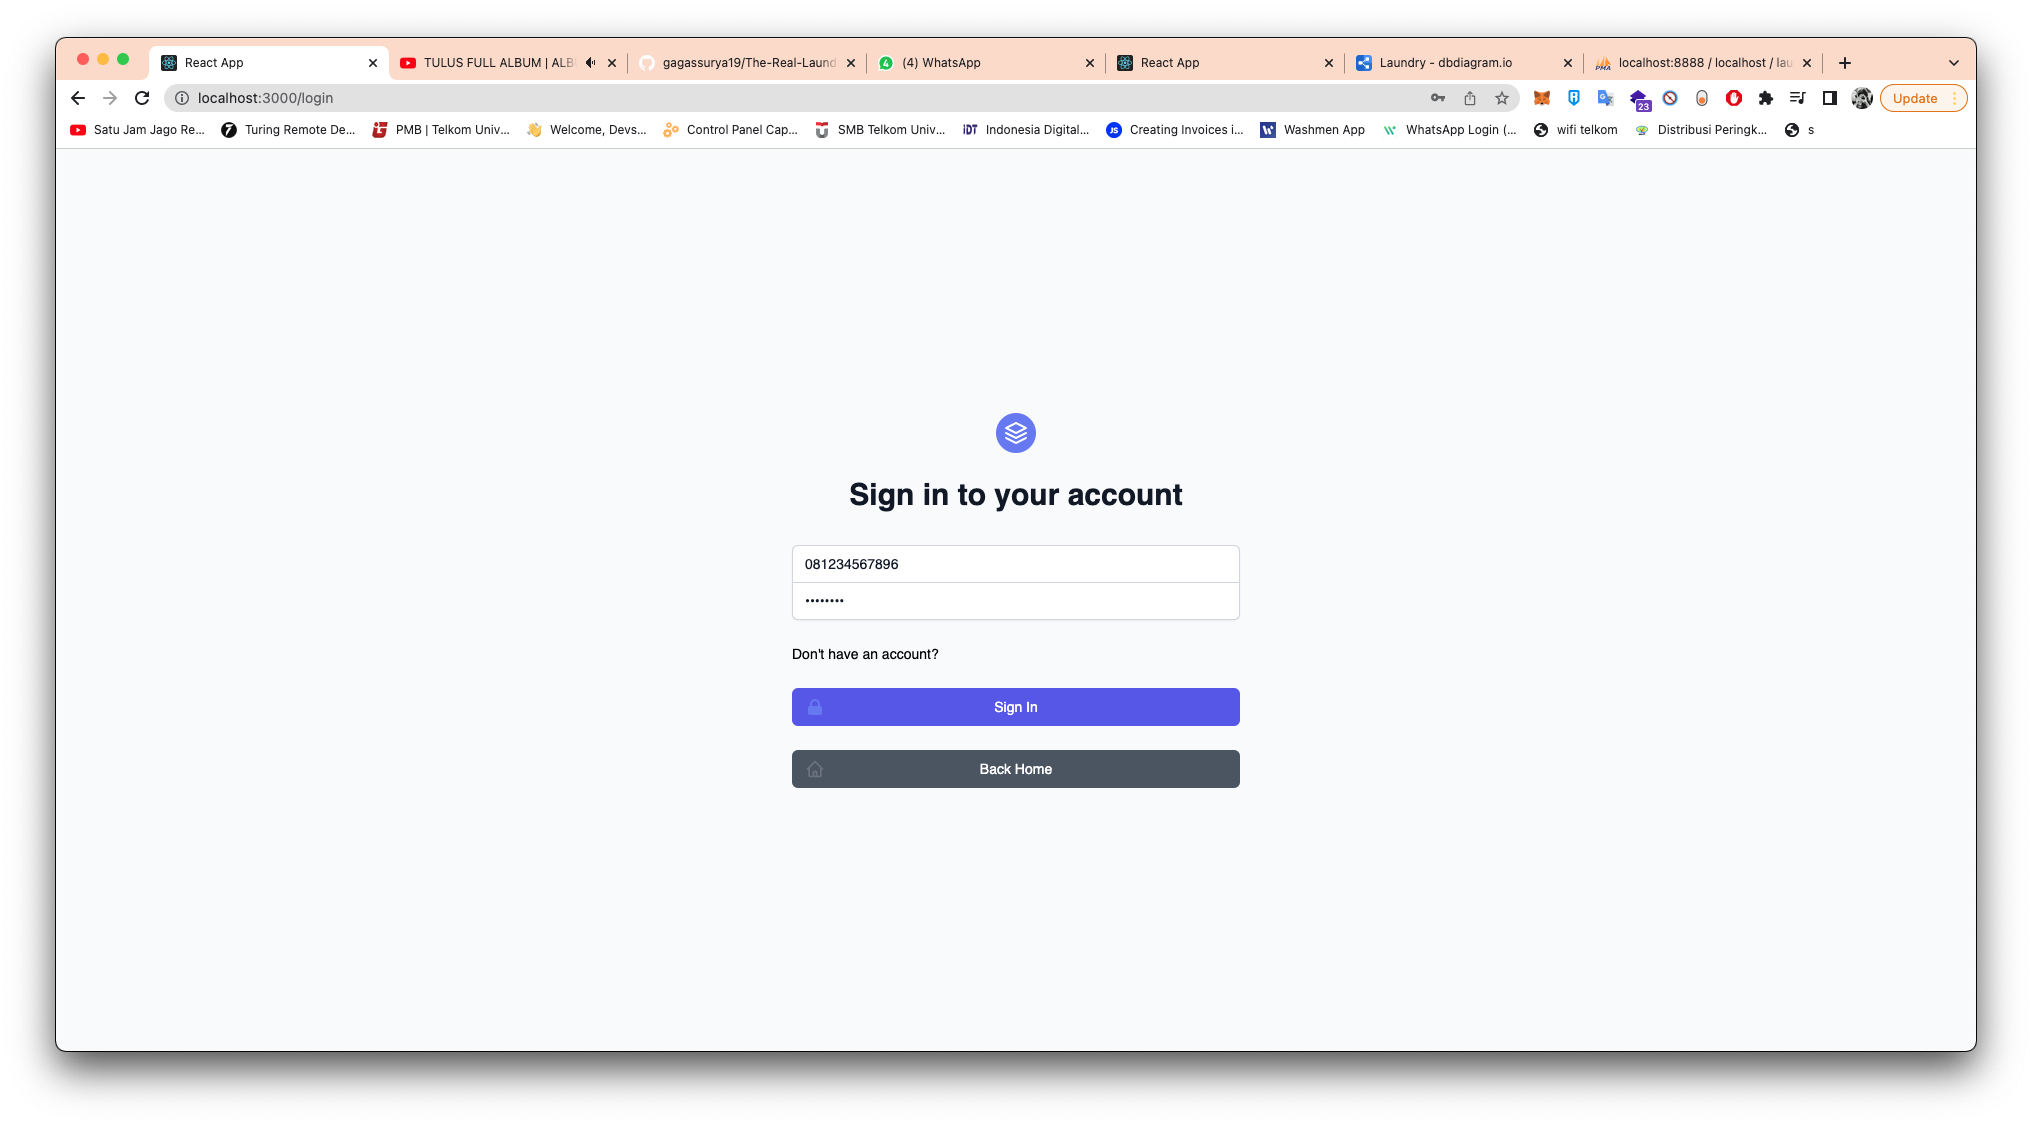 React App
TULUS FULL ALBUM | ALB
gagassurya19/The-Real-Laund
(4) WhatsApp
React App
Laundry - dbdiagram.io
localhost:8888 / localhost / lau
localhost:3000/login
23
Update
Satu Jam Jago Re...
Turing Remote De...
PMB | Telkom Univ...
Welcome, Devs...
Control Panel Cap...
SMB Telkom Univ...
Indonesia Digital...
Creating Invoices i...
Washmen App
WhatsApp Login (...
wifi telkom
Distribusi Peringk...
s
Sign in to your account
081234567896
••••••••
Don't have an account?
Sign In
Back Home